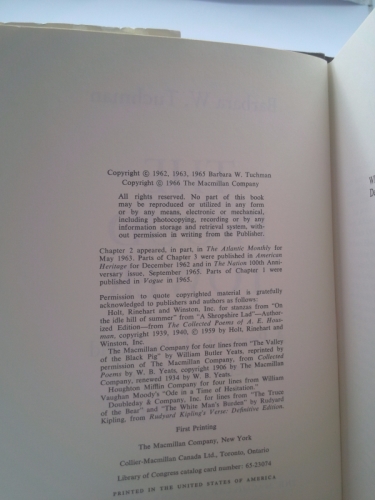 Barbara W. Tuchman
Copyright © 1962, 1963, 1965 Barbara W. Tuchman
Copyright © 1966 The Macmillan Company
All rights reserved. No part of this book
may be reproduced or utilized in any form
or by any means, electronic or mechanical,
including photocopying, recording or by any
information storage and retrieval system, with-
out permission in writing from the Publisher.
Chapter 2 appeared, in part, in The Atlantic Monthly for
May 1963. Parts of Chapter 3 were published in American
Heritage for December 1962 and in The Nation 100th Anni-
versary issue, September 1965. Parts of Chapter 1 were
published in Vogue in 1965.
Permission to quote copyrighted material is gratefully
acknowledged to publishers and authors as follows:
Holt, Rinehart and Winston, Inc. for stanzas from "On
the idle hill of summer" from "A Shropshire Lad"—Author-
ized Edition—from The Collected Poems of A. E. Hous-
man, copyright 1939, 1940, © 1959 by Holt, Rinehart and
Winston, Inc.
The Macmillan Company for four lines from "The Valley
of the Black Pig" by William Butler Yeats, reprinted by
permission of The Macmillan Company, from Collected
Poems by W. B. Yeats, copyright 1906 by The Macmillan
Company, renewed 1934 by W. B. Yeats.
Houghton Mifflin Company for four lines from William
Vaughan Moody's "Ode in a Time of Hesitation."
Doubleday & Company, Inc. for lines from "The Truce
of the Bear" and "The White Man's Burden" by Rudyard
Kipling, from Rudyard Kipling's Verse: Definitive Edition.
First Printing
The Macmillan Company, New York
Collier-Macmillan Canada Ltd., Toronto, Ontario
Library of Congress catalog card number: 65-23074
PRINTED IN THE UNITED STATES OF AMERICA